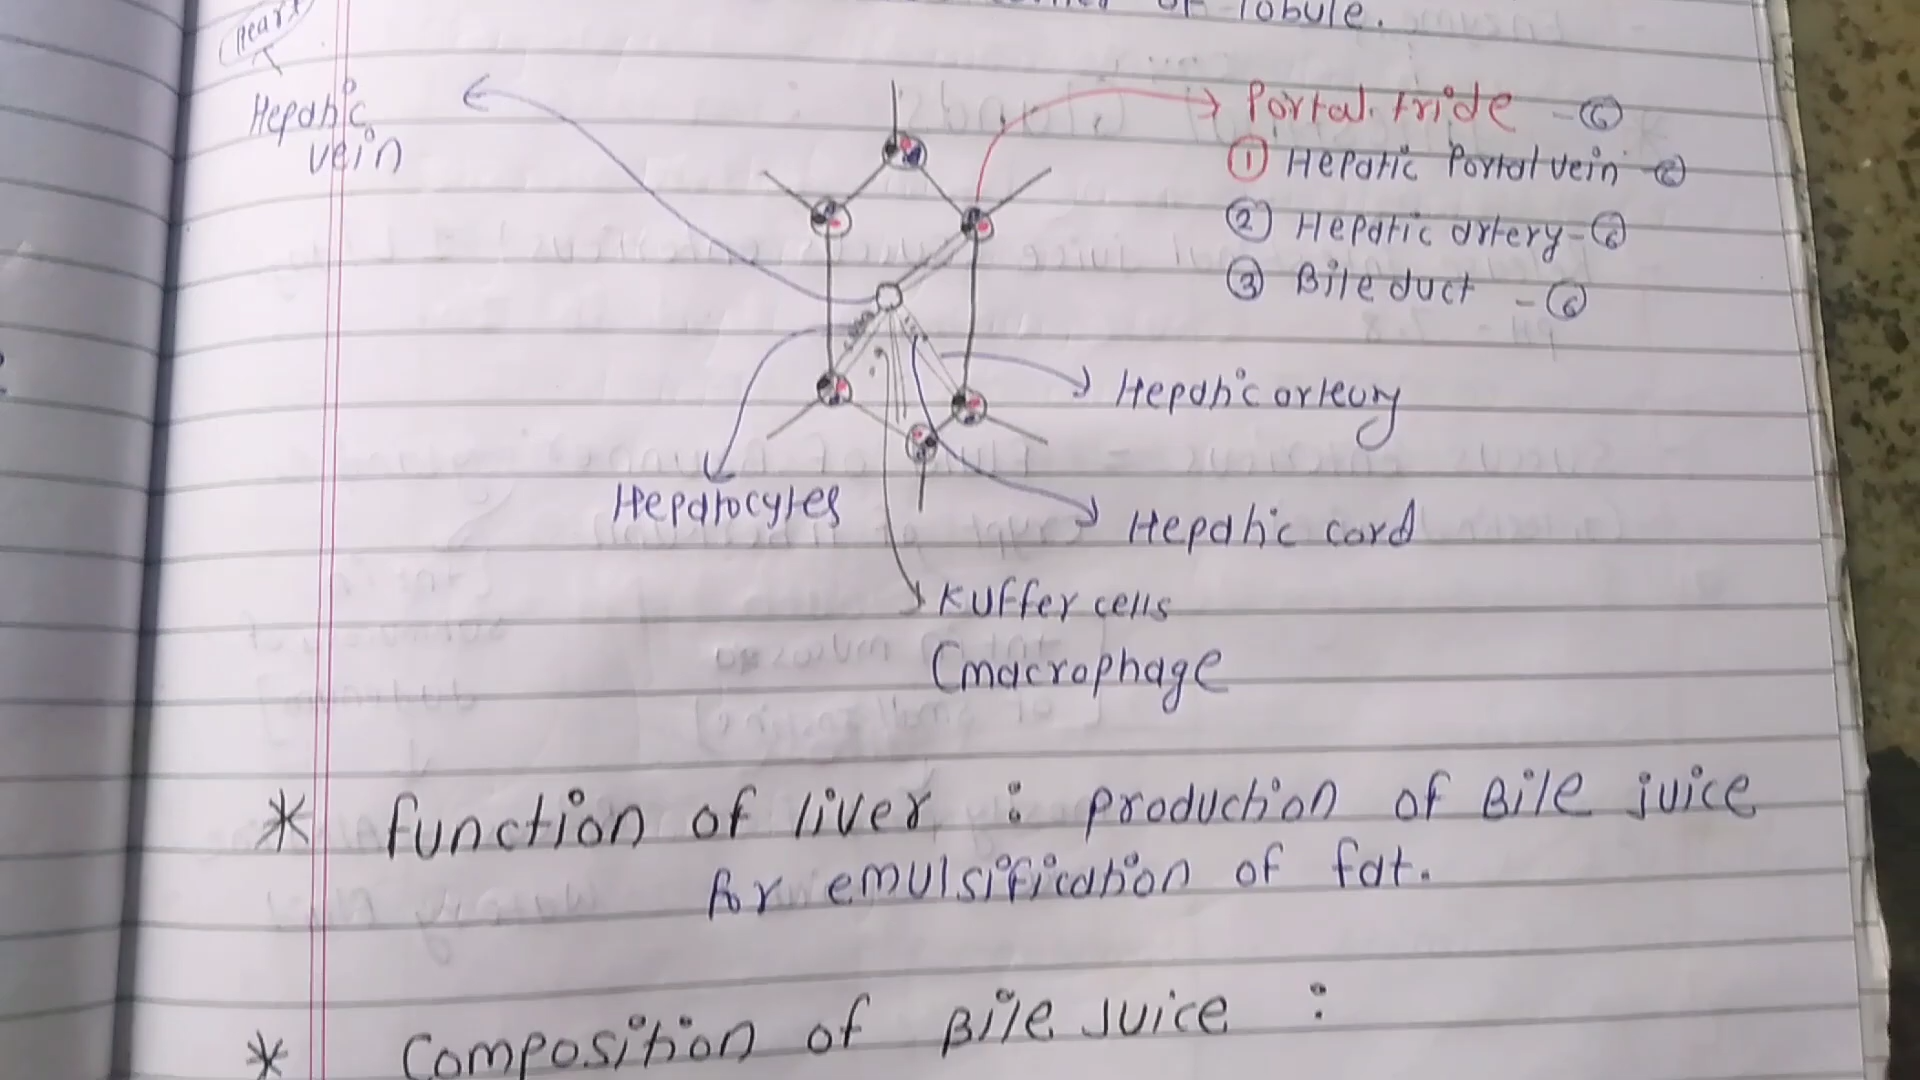 of lobule.
Heart
Hepatic
vein
Portal tride - ⑥
① Hepatic Portal vein - ⑥
② Hepatic artery - ⑥
③ Bile duct - ⑥
Hepatic arteury
Hepatocytes
Hepatic cord
Kuffer cells
(macrophage
* function of liver : production of Bile juice
for emulsification of fat.
* Composition of Bile Juice :